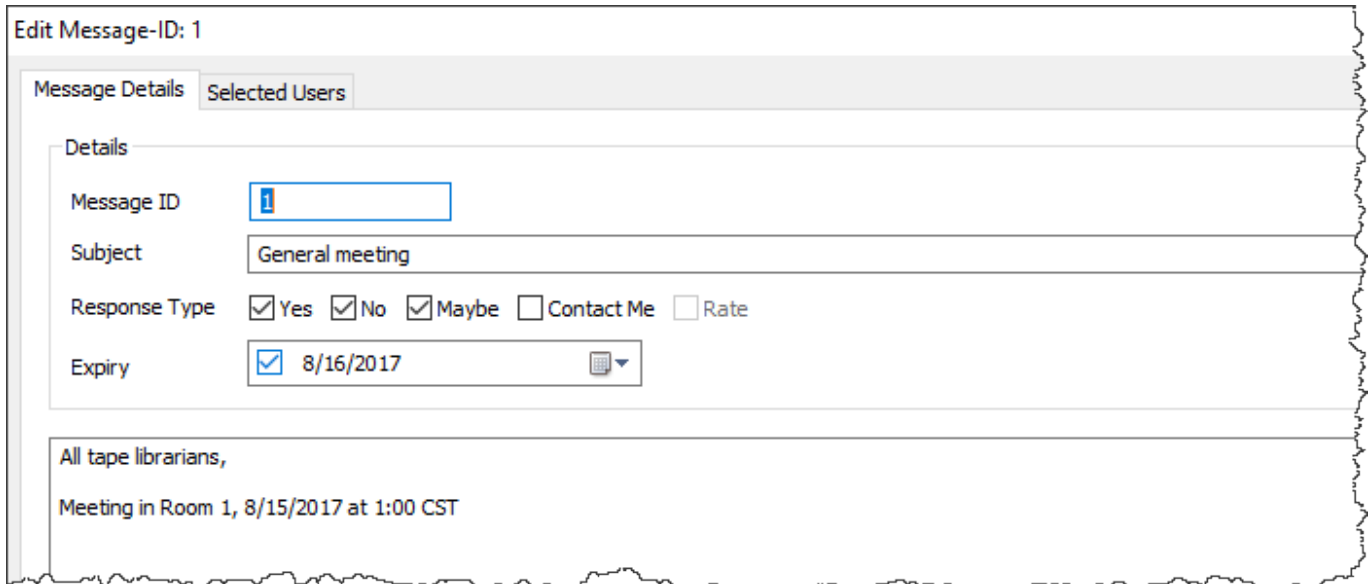 Edit Message-ID: 1
Message Details Selected Users
Details
Message ID 1
Subject General meeting
Response Type Yes No Maybe Contact Me Rate
Expiry 8/16/2017
All tape librarians,
Meeting in Room 1, 8/15/2017 at 1:00 CST